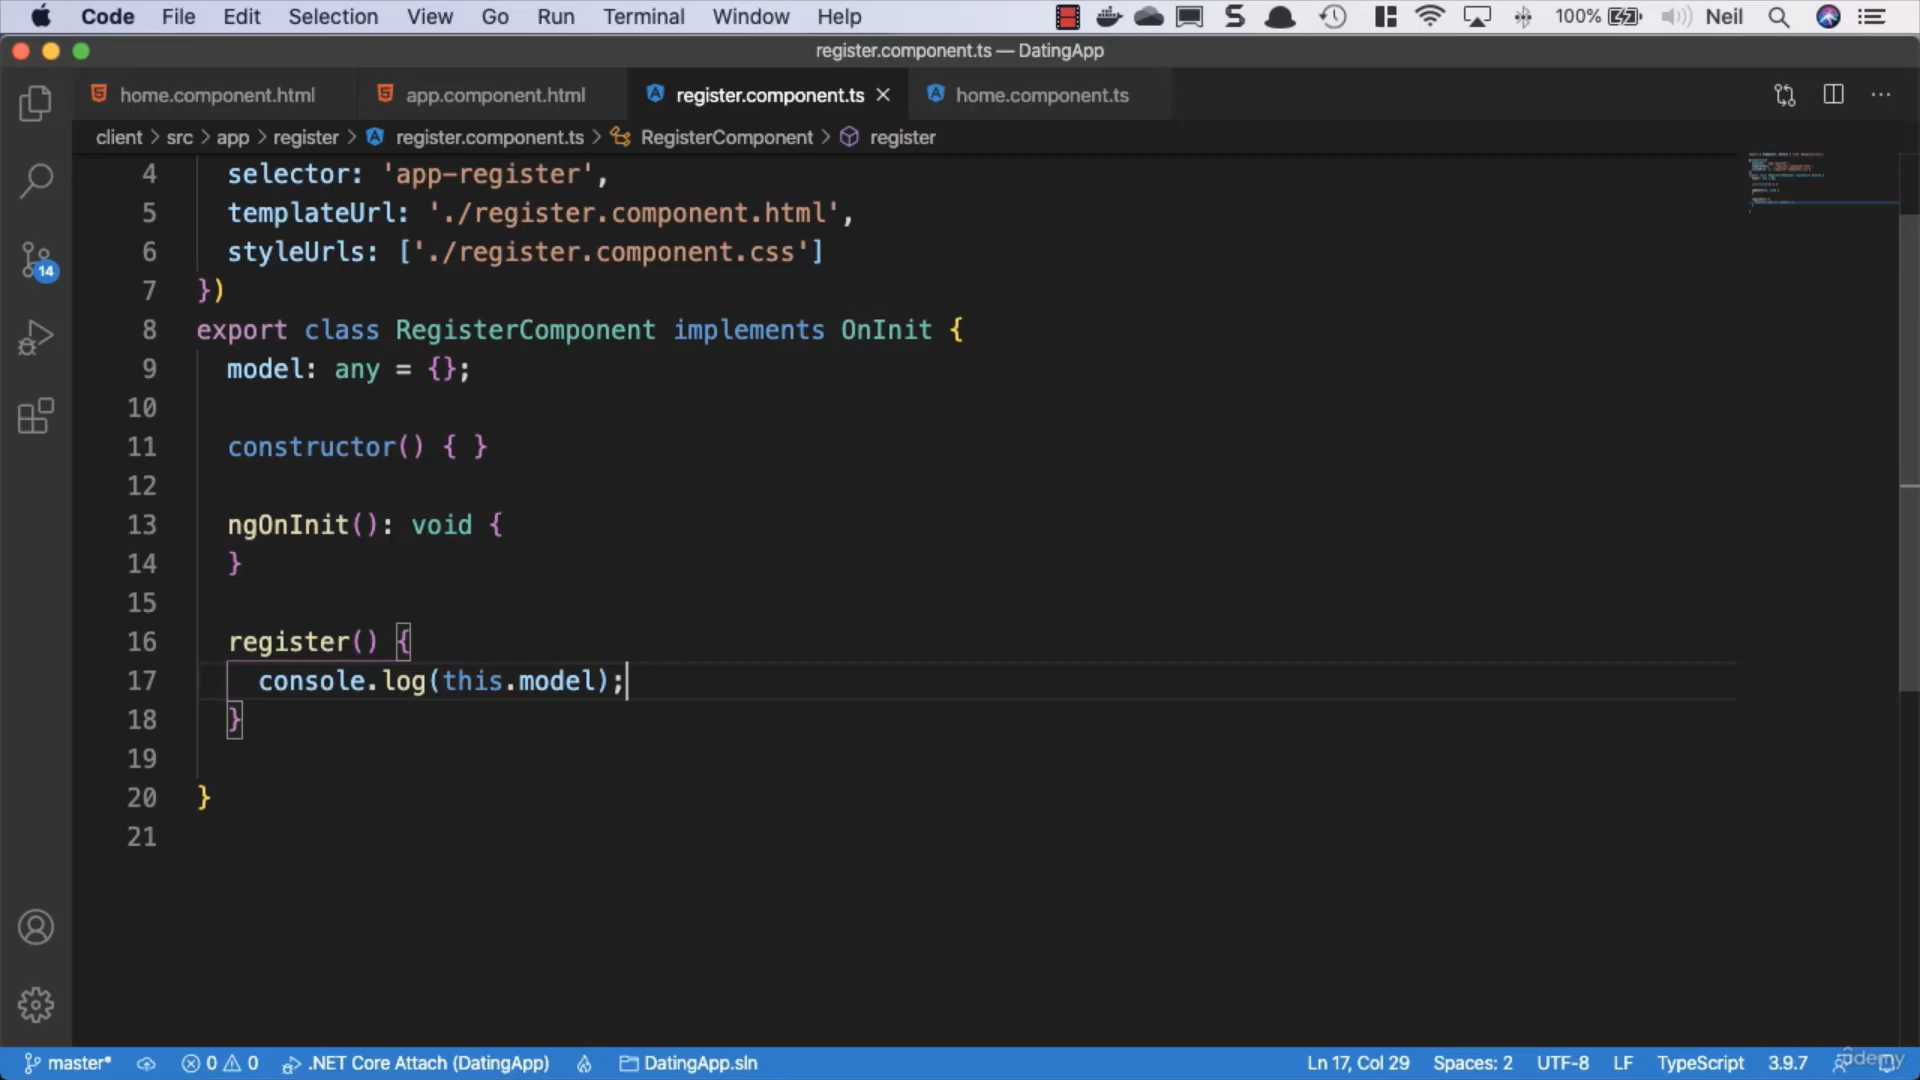 Code File Edit Selection View Go Run Terminal Window Help 100% Neil
register.component.ts — DatingApp
home.component.html app.component.html register.component.ts home.component.ts
client > src > app > register > register.component.ts > RegisterComponent > register
4 selector: 'app-register',
5 templateUrl: './register.component.html',
6 styleUrls: ['./register.component.css']
7 })
8 export class RegisterComponent implements OnInit {
9 model: any = {};
10
11 constructor() { }
12
13 ngOnInit(): void {
14 }
15
16 register() {
17 console.log(this.model);
18 }
19
20 }
21
14
master* 0 0 .NET Core Attach (DatingApp) DatingApp.sln Ln 17, Col 29 Spaces: 2 UTF-8 LF TypeScript 3.9.7
udemy